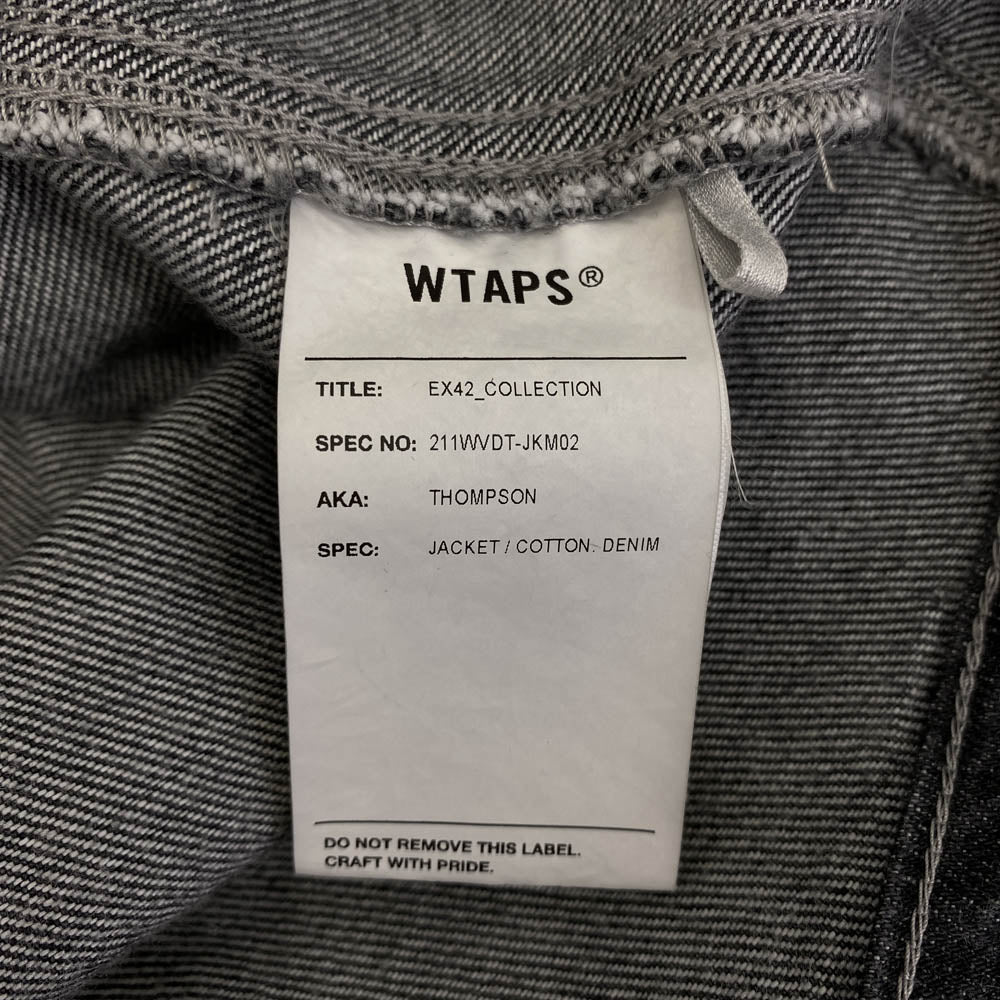 WTAPS®
TITLE: EX42_COLLECTION
SPEC NO: 211WVDT-JKM02
AKA: THOMPSON
SPEC: JACKET / COTTON. DENIM
DO NOT REMOVE THIS LABEL.
CRAFT WITH PRIDE.